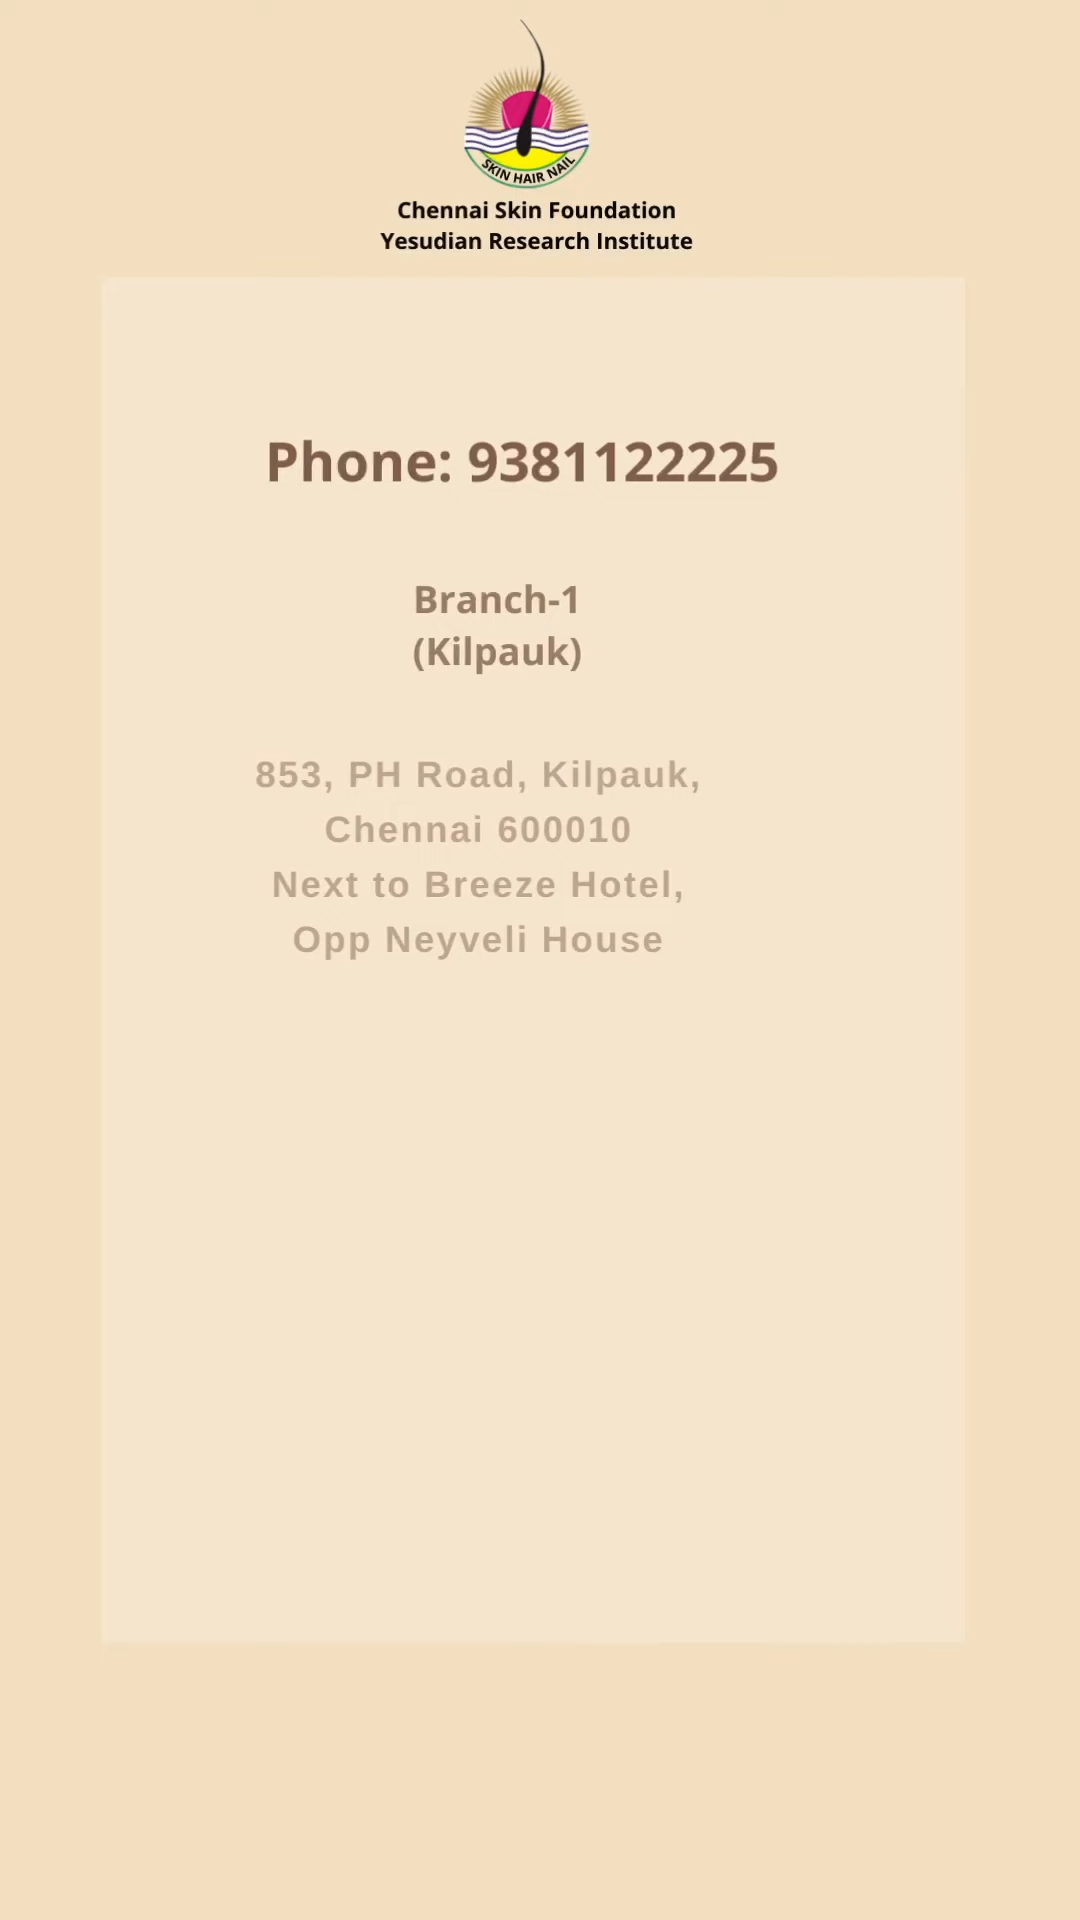 SKIN HAIR NAIL
Chennai Skin Foundation
Yesudian Research Institute
Phone: 9381122225
Branch-1
(Kilpauk)
853, PH Road, Kilpauk,
Chennai 600010
Next to Breeze Hotel,
Opp Neyveli House